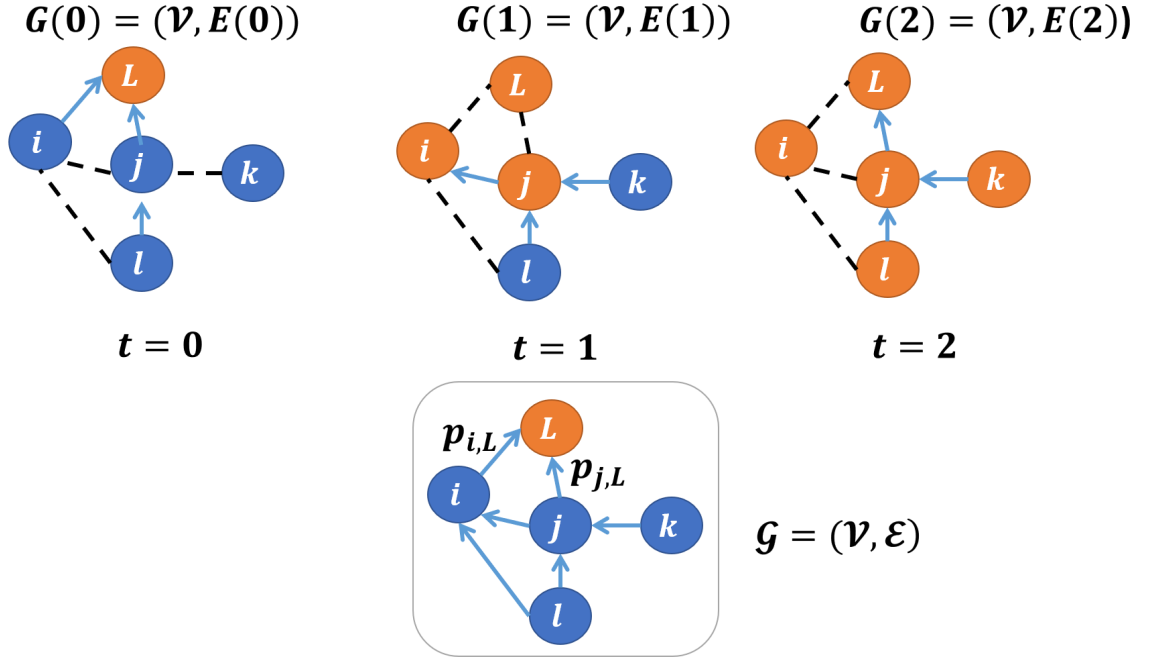 G(0) = (𝒱, E(0))
G(1) = (𝒱, E(1))
G(2) = (𝒱, E(2))
L
i
j
k
l
L
i
j
k
l
L
i
j
k
l
t = 0
t = 1
t = 2
L
p_{i,L}
p_{j,L}
i
j
k
𝒢 = (𝒱, ℰ)
l